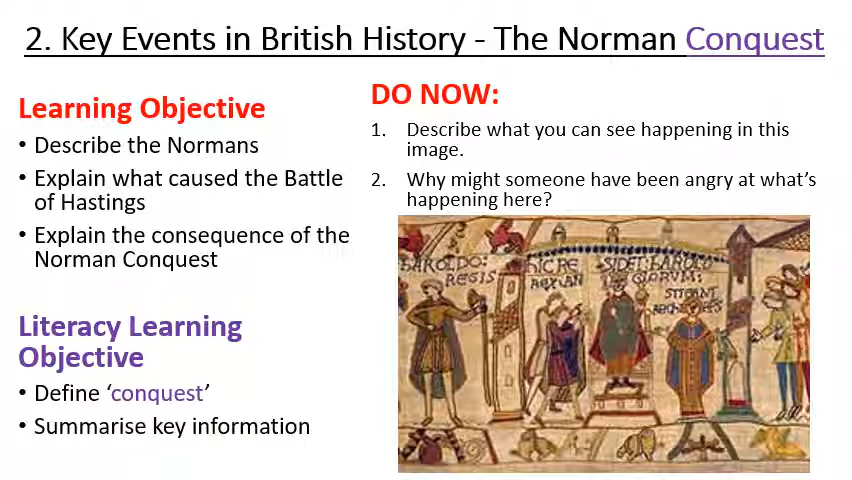 2. Key Events in British History - The Norman Conquest
Learning Objective
• Describe the Normans
• Explain what caused the Battle
of Hastings
• Explain the consequence of the
Norman Conquest
Literacy Learning
Objective
• Define ‘conquest’
• Summarise key information
DO NOW:
1. Describe what you can see happening in this
image.
2. Why might someone have been angry at what’s
happening here?
REGIS
HIC RE